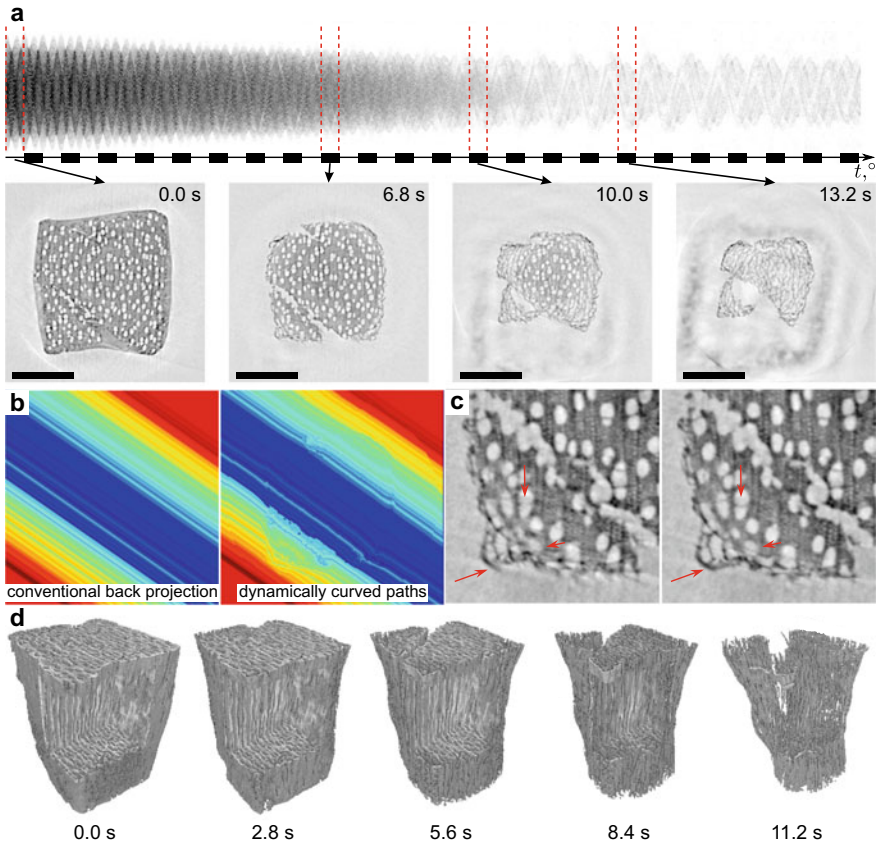 a
t,°
0.0 s
6.8 s
10.0 s
13.2 s
b
c
conventional back projection
dynamically curved paths
d
0.0 s
2.8 s
5.6 s
8.4 s
11.2 s